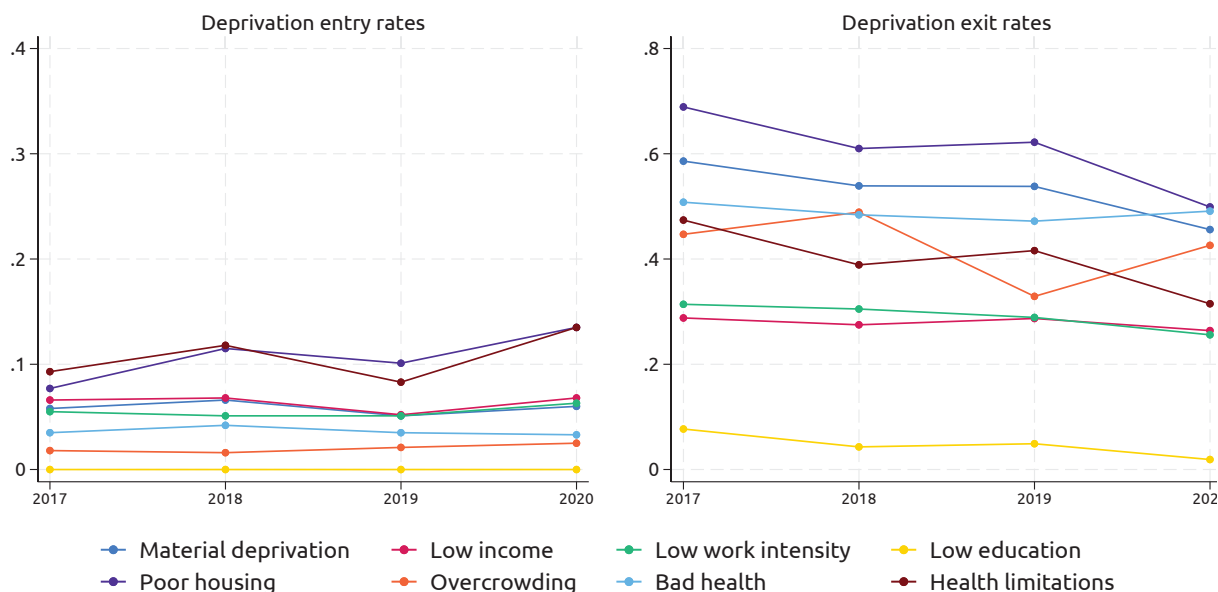 Deprivation entry rates
.4
.3
.2
.1
0
2017 2018 2019 2020
Deprivation exit rates
.8
.6
.4
.2
0
2017 2018 2019 202
Material deprivation Low income Low work intensity Low education
Poor housing Overcrowding Bad health Health limitations